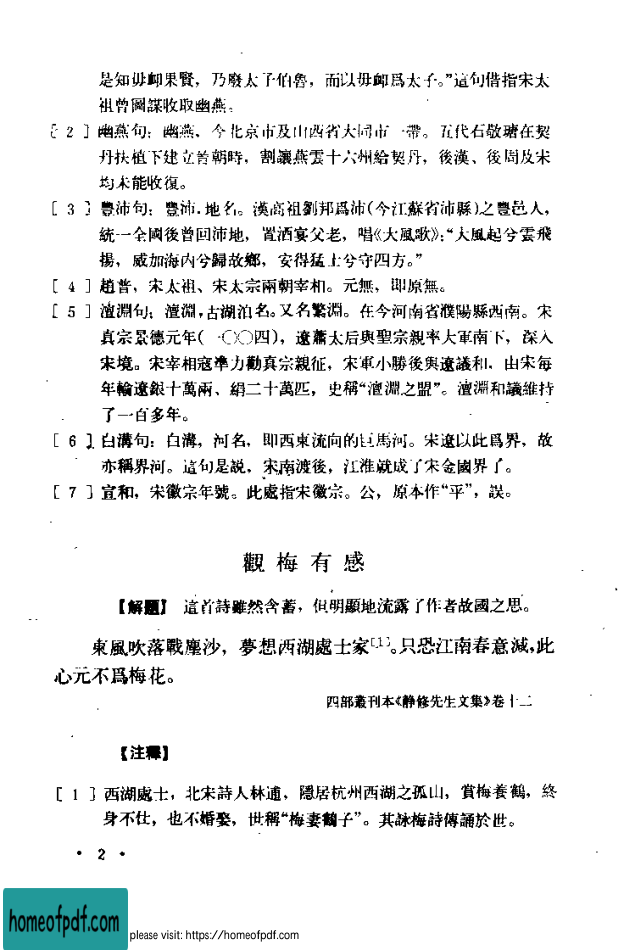 是知毋卹果賢，乃廢太子伯魯，而以毋卹爲太子。”這句借指宋太
祖曾圖謀收取幽燕。
[2] 幽燕句：幽燕、今北京市及山西省大同市一帶。五代石敬瑭在契
丹扶植下建立晉朝時，割讓燕雲十六州給契丹，後漢、後周及宋
均未能收復。
[3] 豐沛句：豐沛，地名。漢高祖劉邦爲沛(今江蘇省沛縣)之豐邑人，
統一全國後曾回沛地，置酒宴父老，唱《大風歌》：“大風起兮雲飛
揚，威加海内兮歸故鄉，安得猛士兮守四方。”
[4] 趙普，宋太祖、宋太宗兩朝宰相。元無，即原無。
[5] 澶淵句：澶淵，古湖泊名。又名繁淵。在今河南省濮陽縣西南。宋
真宗景德元年(一〇〇四)，遼蕭太后與聖宗親率大軍南下，深入
宋境。宋宰相寇準力勸真宗親征，宋軍小勝後與遼議和，由宋每
年輸遼銀十萬兩、絹二十萬匹，史稱“澶淵之盟”。澶淵和議維持
了一百多年。
[6] 白溝句：白溝，河名，即西東流向的巨馬河。宋遼以此爲界，故
亦稱界河。這句是説，宋南渡後，江淮就成了宋金國界了。
[7] 宣和，宋徽宗年號。此處指宋徽宗。公，原本作“平”，誤。
觀梅有感
【解題】 這首詩雖然含蓄，但明顯地流露了作者故國之思。
東風吹落戰塵沙，夢想西湖處士家[1]。只恐江南春意減，此
心元不爲梅花。
四部叢刊本《静修先生文集》卷十二
【注釋】
[1] 西湖處士，北宋詩人林逋，隱居杭州西湖之孤山，賞梅養鶴，終
身不仕，也不婚娶，世稱“梅妻鶴子”。其詠梅詩傳誦於世。
• 2 •
homeofpdf.com
please visit: https://homeofpdf.com